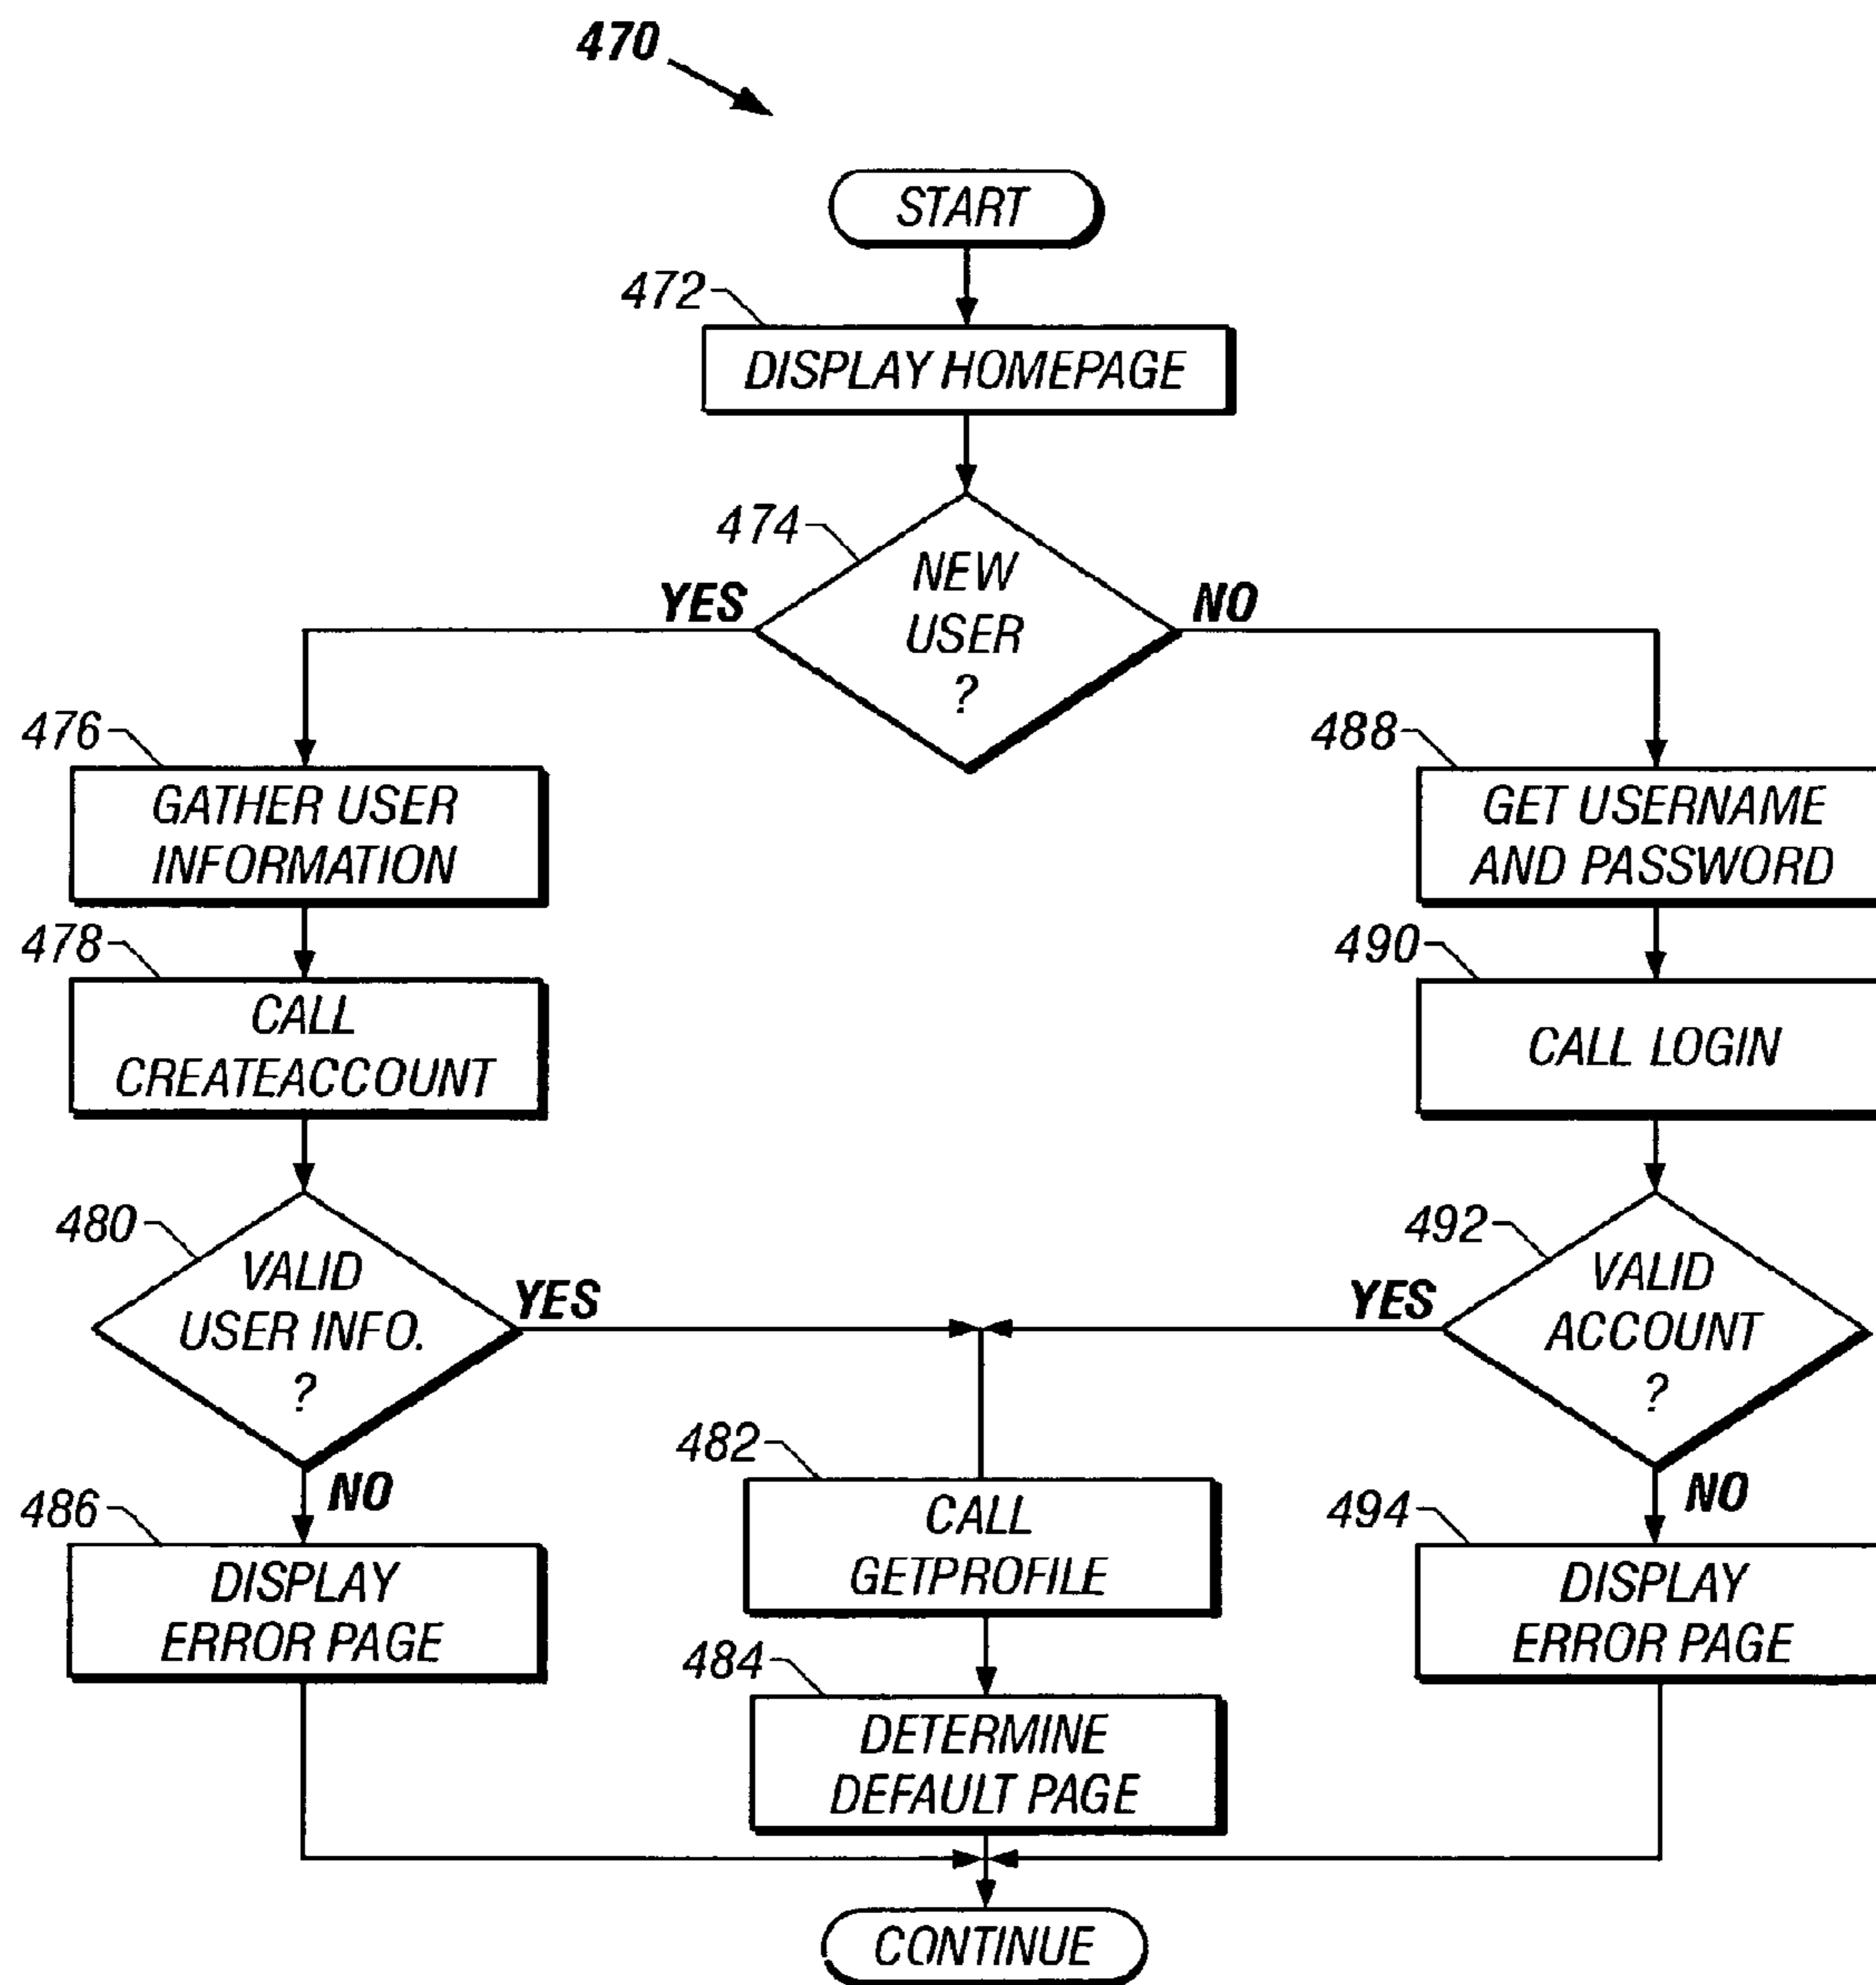 470
START
472
DISPLAY HOMEPAGE
474
NEW
USER
?
YES
NO
476
GATHER USER
INFORMATION
488
GET USERNAME
AND PASSWORD
478
CALL
CREATEACCOUNT
490
CALL LOGIN
480
VALID
USER INFO.
?
YES
492
VALID
ACCOUNT
?
YES
NO
482
CALL
GETPROFILE
NO
486
DISPLAY
ERROR PAGE
494
DISPLAY
ERROR PAGE
484
DETERMINE
DEFAULT PAGE
CONTINUE